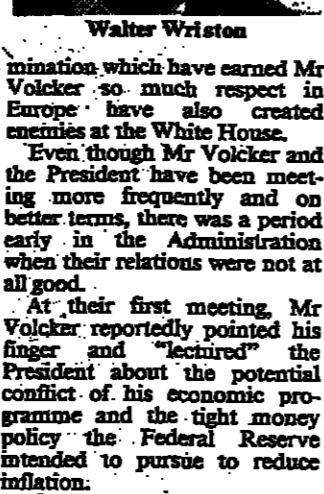 Walter Wriston
mination which have earned Mr
Volcker so much respect in
Europe have also created
enemies at the White House.
Even though Mr Volcker and
the President have been meet-
ing more frequently and on
better terms, there was a period
early in the Administration
when their relations were not at
all good.
At their first meeting, Mr
Volcker reportedly pointed his
finger and "lectured" the
President about the potential
conflict of his economic pro-
gramme and the tight money
policy the Federal Reserve
intended to pursue to reduce
inflation.